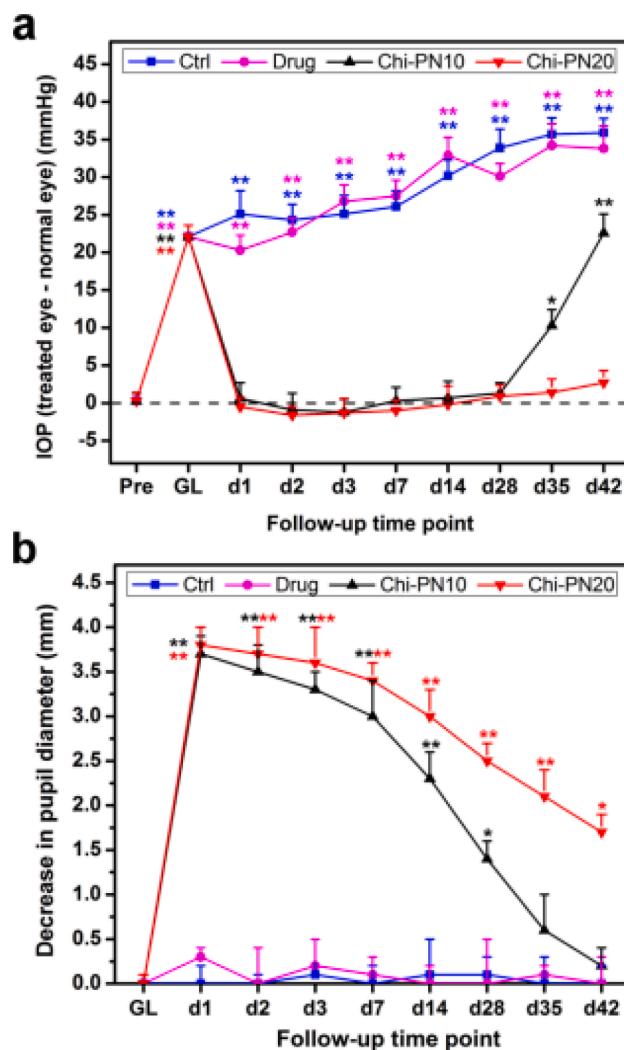 a
Ctrl Drug Chi-PN10 Chi-PN20
IOP (treated eye - normal eye) (mmHg)
45
40
35
30
25
20
15
10
5
0
-5
** ** ** ** ** ** **
** ** ** ** ** ** ** **
**
**
**
** **
**
*
Pre GL d1 d2 d3 d7 d14 d28 d35 d42
Follow-up time point
b
Ctrl Drug Chi-PN10 Chi-PN20
Decrease in pupil diameter (mm)
4.5
4.0
3.5
3.0
2.5
2.0
1.5
1.0
0.5
0.0
**
**
**** **** ****
** ** ** *
** *
GL d1 d2 d3 d7 d14 d28 d35 d42
Follow-up time point